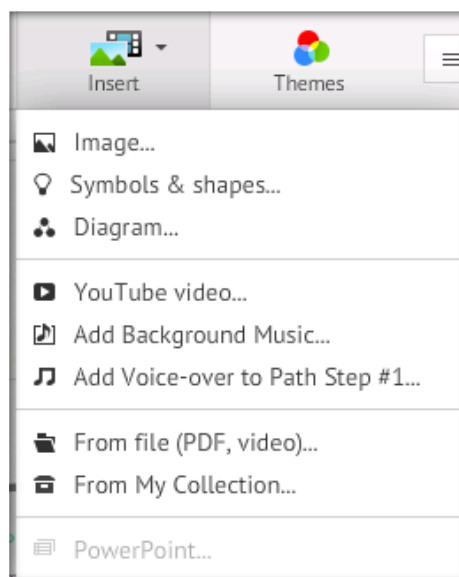 Insert
Themes
Image...
Symbols & shapes...
Diagram...
YouTube video...
Add Background Music...
Add Voice-over to Path Step #1...
From file (PDF, video)...
From My Collection...
PowerPoint...